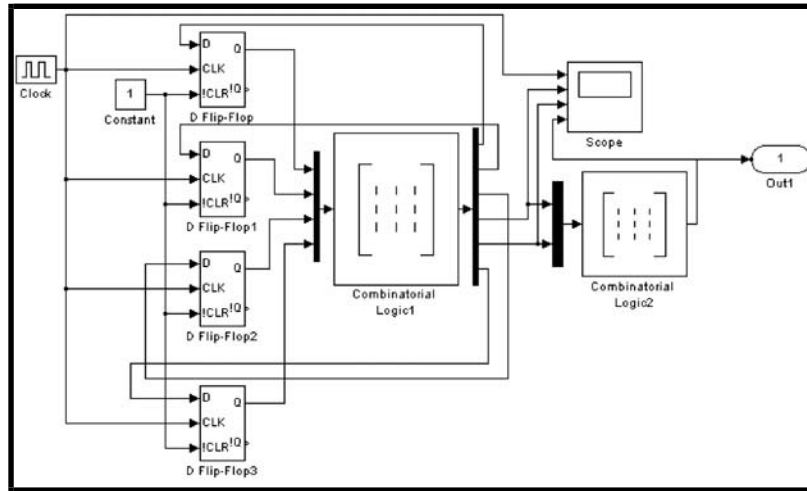 D
Q
CLK
!CLR
!Q
D Flip-Flop
Clock
1
Constant
D
Q
CLK
!CLR
!Q
D Flip-Flop1
D
Q
CLK
!CLR
!Q
D Flip-Flop2
D
Q
CLK
!CLR
!Q
D Flip-Flop3
Combinatorial
Logic1
Scope
Combinatorial
Logic2
1
Out1